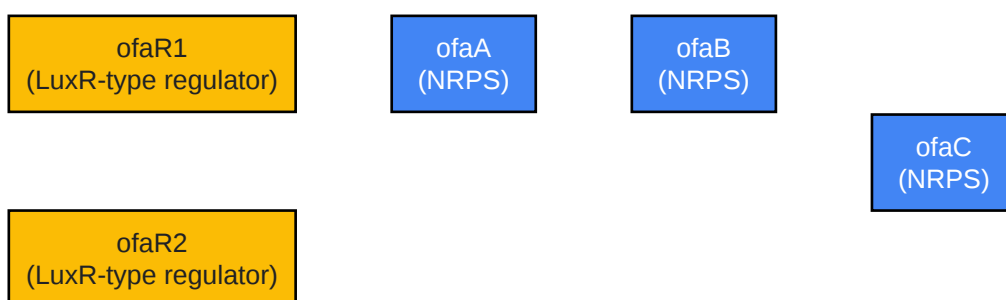 ofaR1
(LuxR-type regulator)
ofaA
(NRPS)
ofaB
(NRPS)
ofaC
(NRPS)
ofaR2
(LuxR-type regulator)